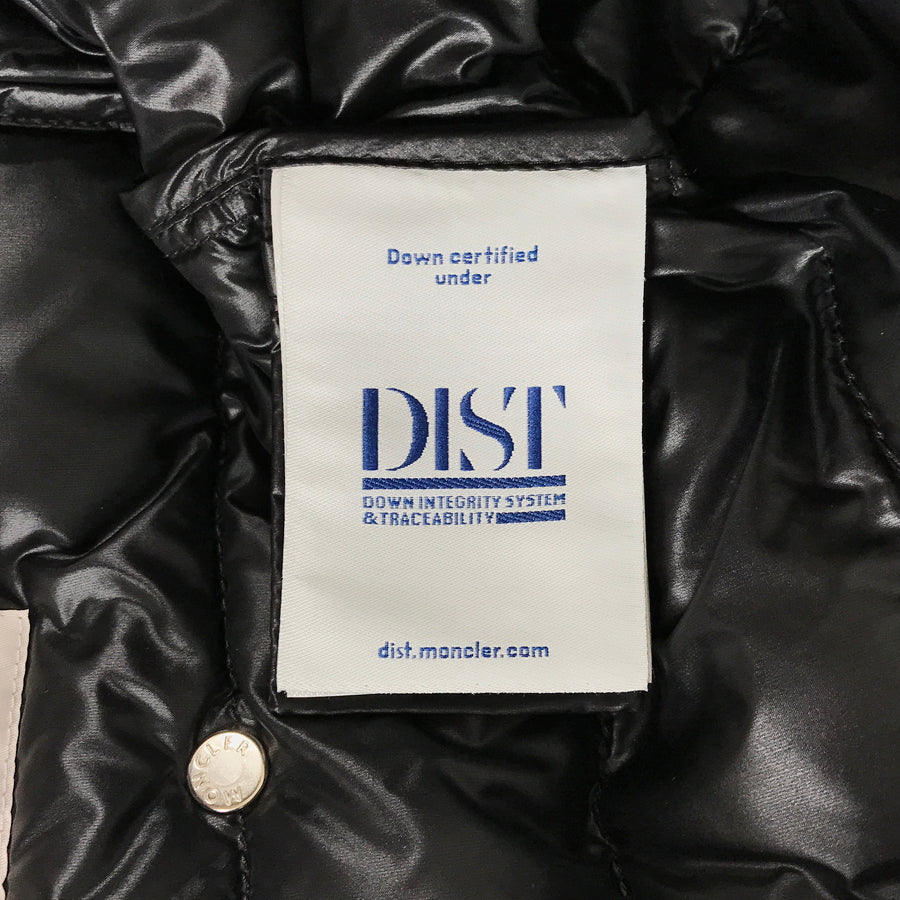 Down certified
under
DIST
DOWN INTEGRITY SYSTEM
& TRACEABILITY
dist.moncler.com
MONCLER